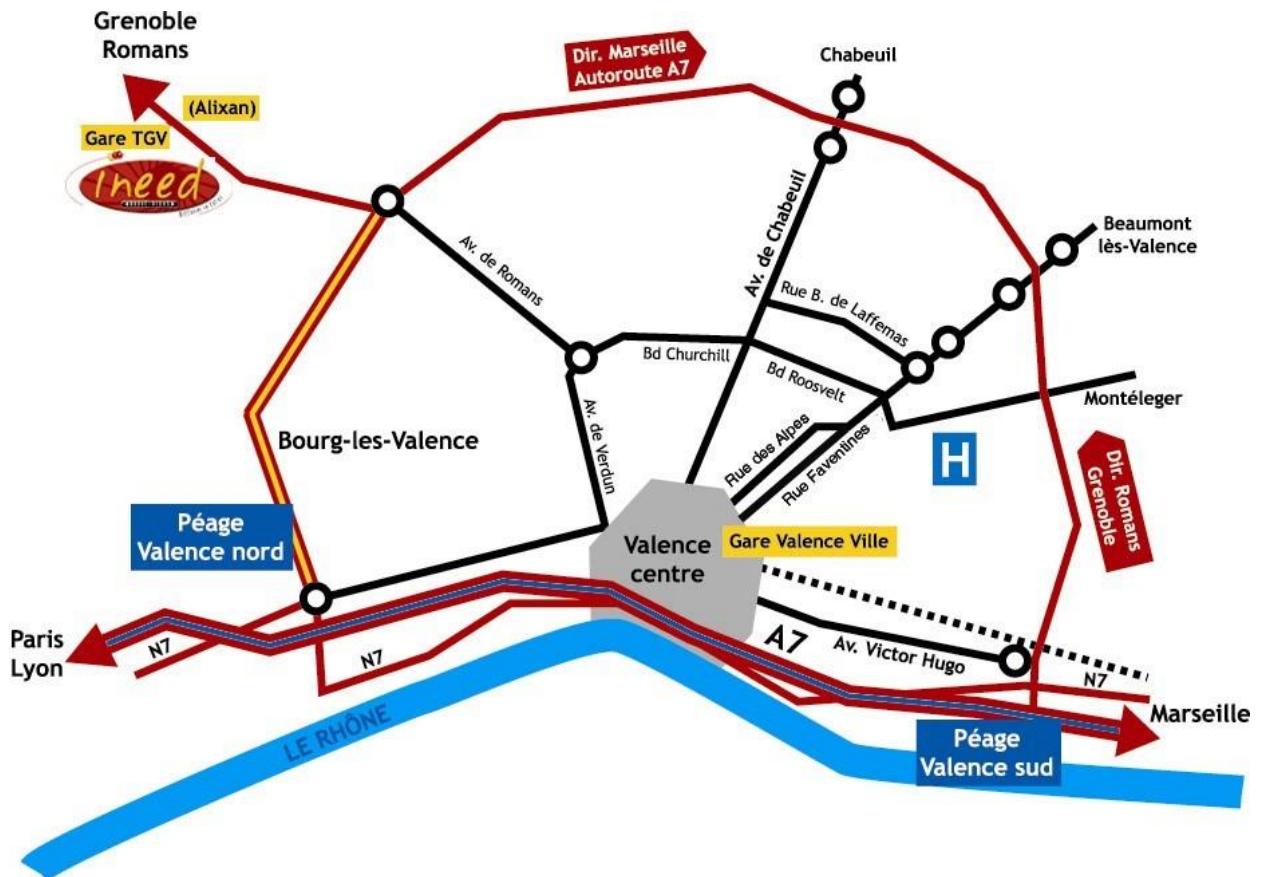 Grenoble
Romans
(Alixan)
Gare TGV
ineed
Dir. Marseille
Autoroute A7
Chabeuil
Av. de Chabeuil
Beaumont
lès-Valence
Av. de Romans
Rue B. de Laffemas
Bd Churchill
Bd Roosvelt
Montéleger
Av. de Verdun
Bourg-les-Valence
Rue des Alpes
Rue Faventines
H
Dir. Romans
Grenoble
Péage
Valence nord
Valence
centre
Gare Valence Ville
Paris
Lyon
N7
N7
A7
Av. Victor Hugo
N7
Marseille
LE RHÔNE
Péage
Valence sud